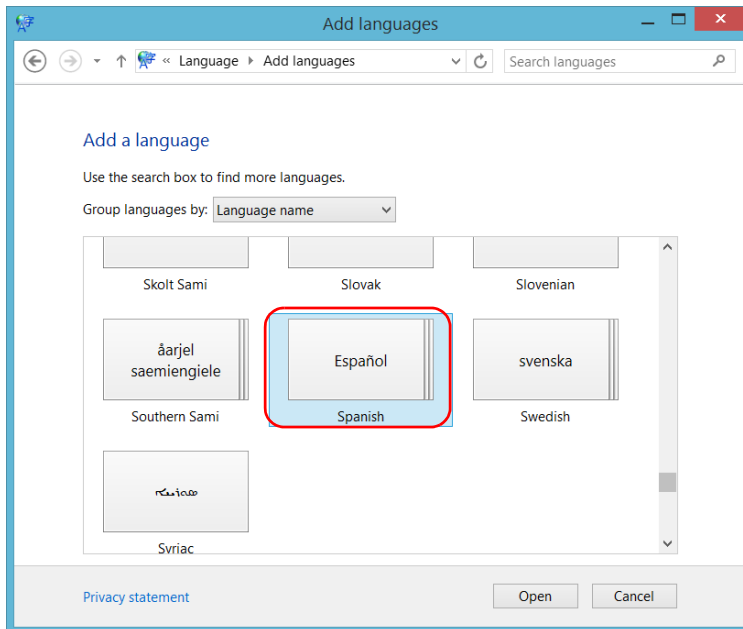 Add languages
« Language Add languages
Search languages
Add a language
Use the search box to find more languages.
Group languages by: Language name
Skolt Sami Slovak Slovenian
åarjel
saemiengiele
Español
svenska
Southern Sami Spanish Swedish
ܣܘܪܝܝܐ
Syriac
Privacy statement Open Cancel